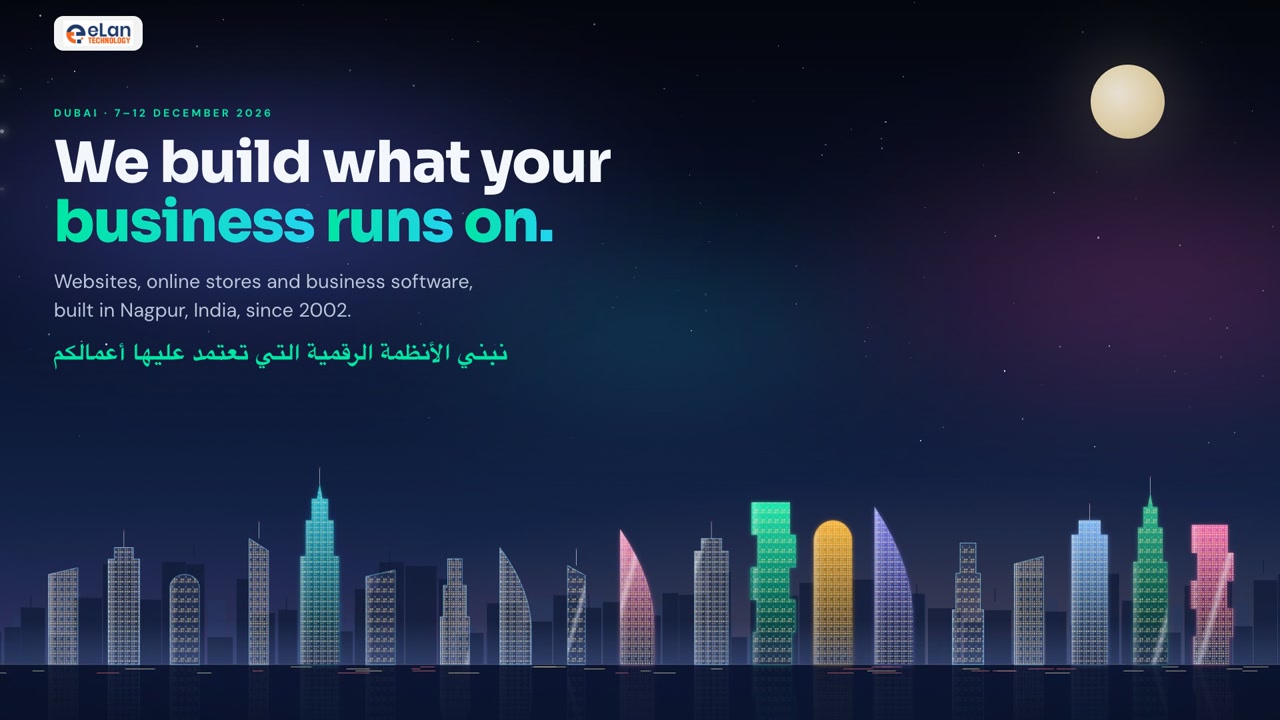 eLan
TECHNOLOGY
DUBAI · 7–12 DECEMBER 2026
We build what your
business runs on.
Websites, online stores and business software,
built in Nagpur, India, since 2002.
نبني الأنظمة الرقمية التي تعتمد عليها أعمالكم